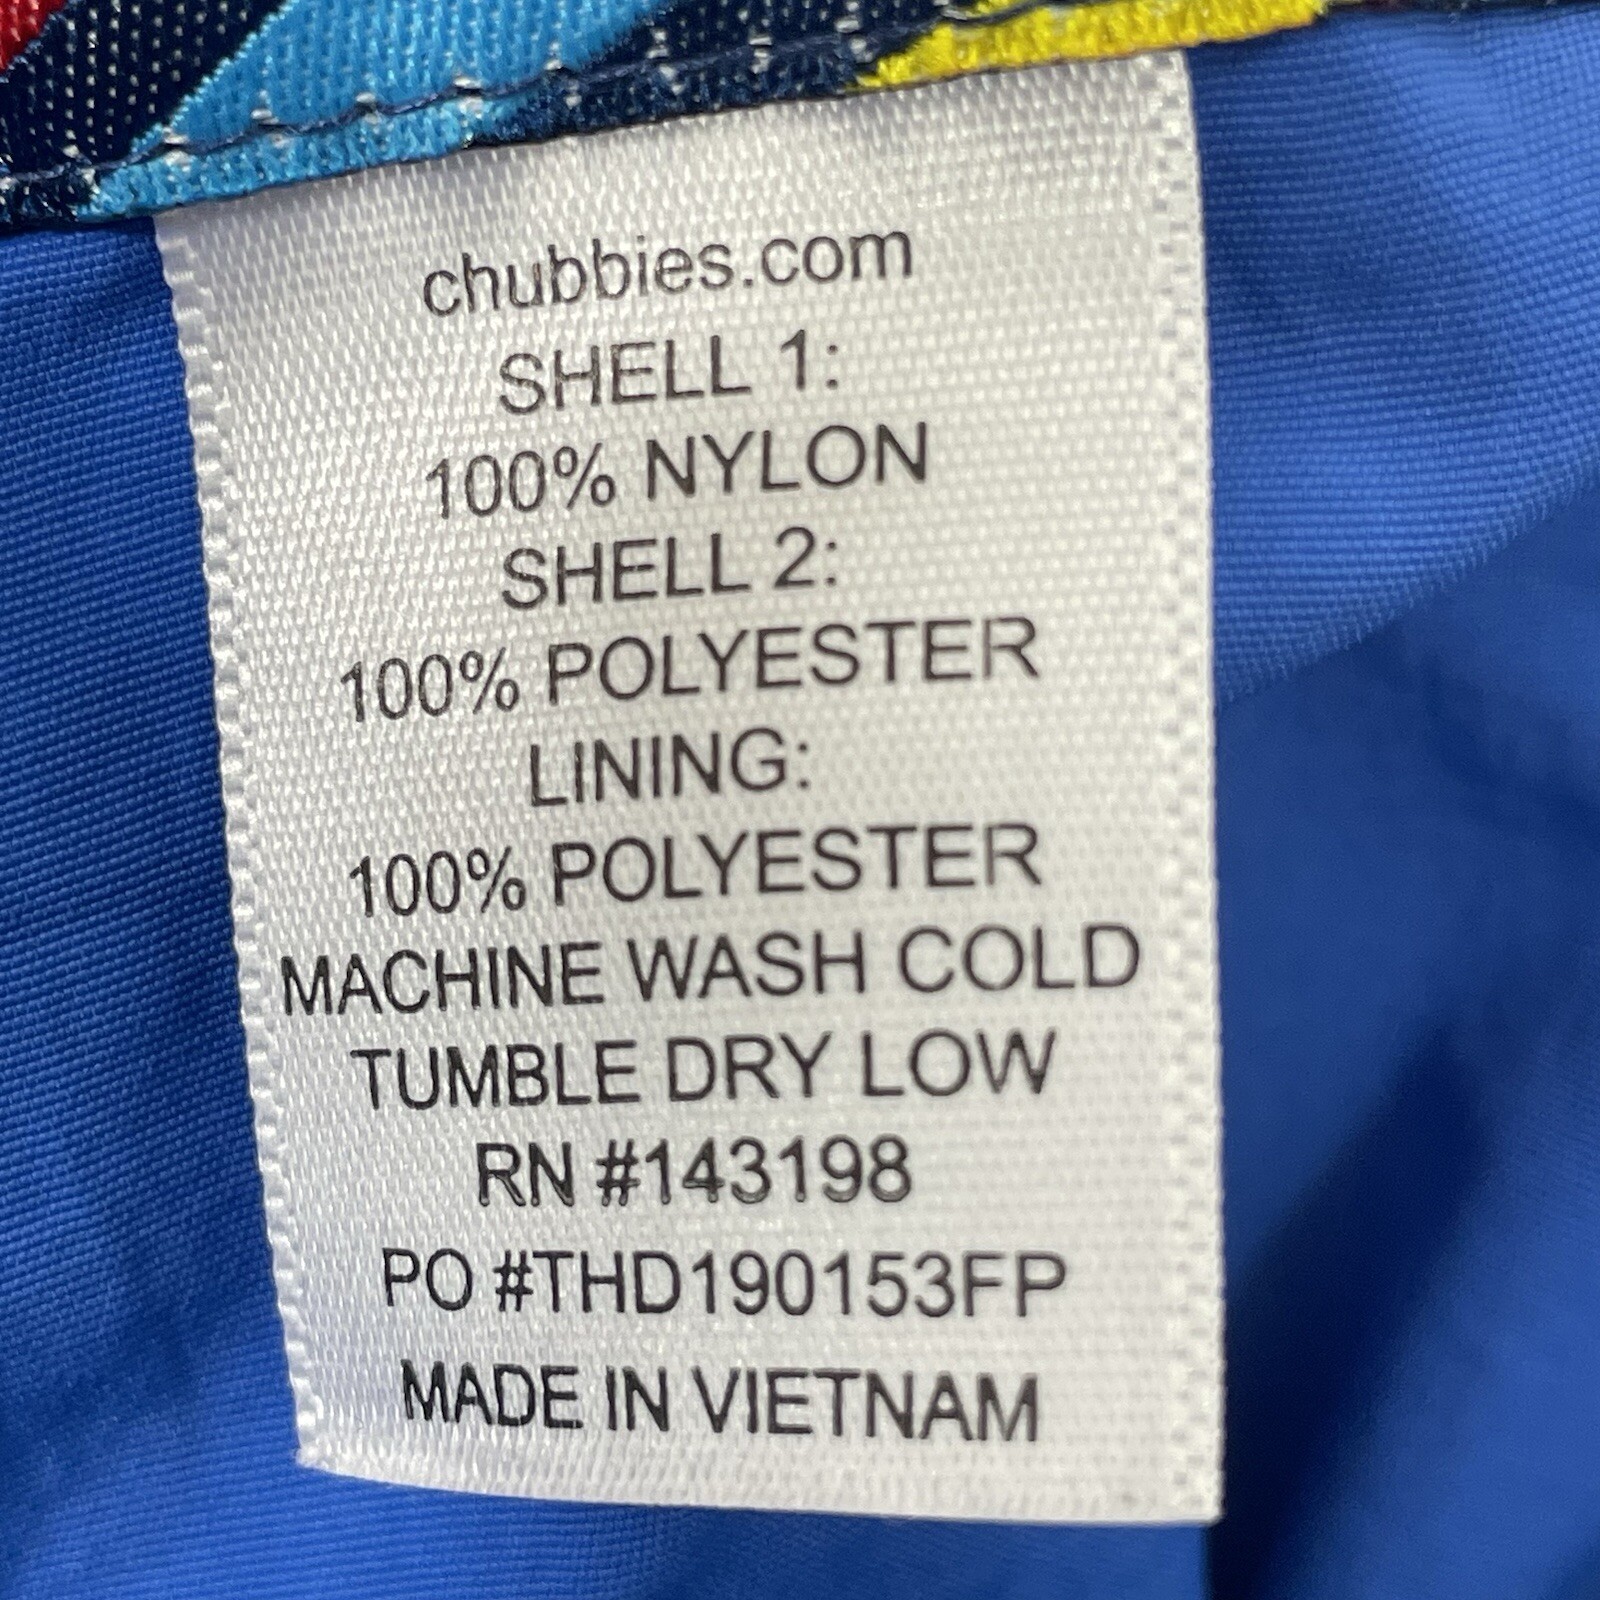 chubbies.com
SHELL 1:
100% NYLON
SHELL 2:
100% POLYESTER
LINING:
100% POLYESTER
MACHINE WASH COLD
TUMBLE DRY LOW
RN #143198
PO #THD190153FP
MADE IN VIETNAM